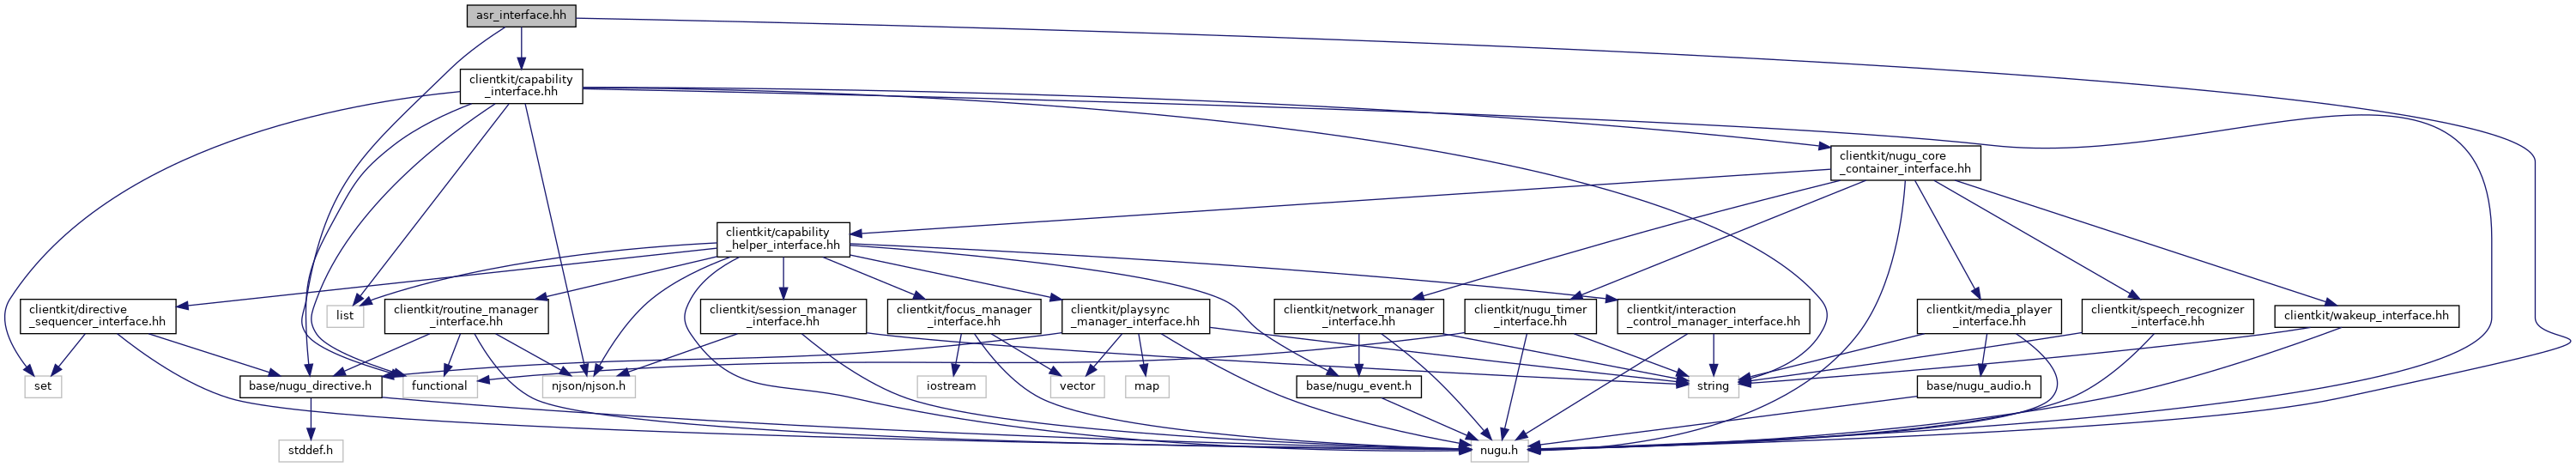 asr_interface.hh
clientkit/capability
_interface.hh
clientkit/nugu_core
_container_interface.hh
clientkit/capability
_helper_interface.hh
clientkit/directive
_sequencer_interface.hh
list
clientkit/routine_manager
_interface.hh
clientkit/session_manager
_interface.hh
clientkit/focus_manager
_interface.hh
clientkit/playsync
_manager_interface.hh
clientkit/network_manager
_interface.hh
clientkit/nugu_timer
_interface.hh
clientkit/interaction
_control_manager_interface.hh
clientkit/media_player
_interface.hh
clientkit/speech_recognizer
_interface.hh
clientkit/wakeup_interface.hh
set
base/nugu_directive.h
functional
njson/njson.h
iostream
vector
map
base/nugu_event.h
string
base/nugu_audio.h
stddef.h
nugu.h